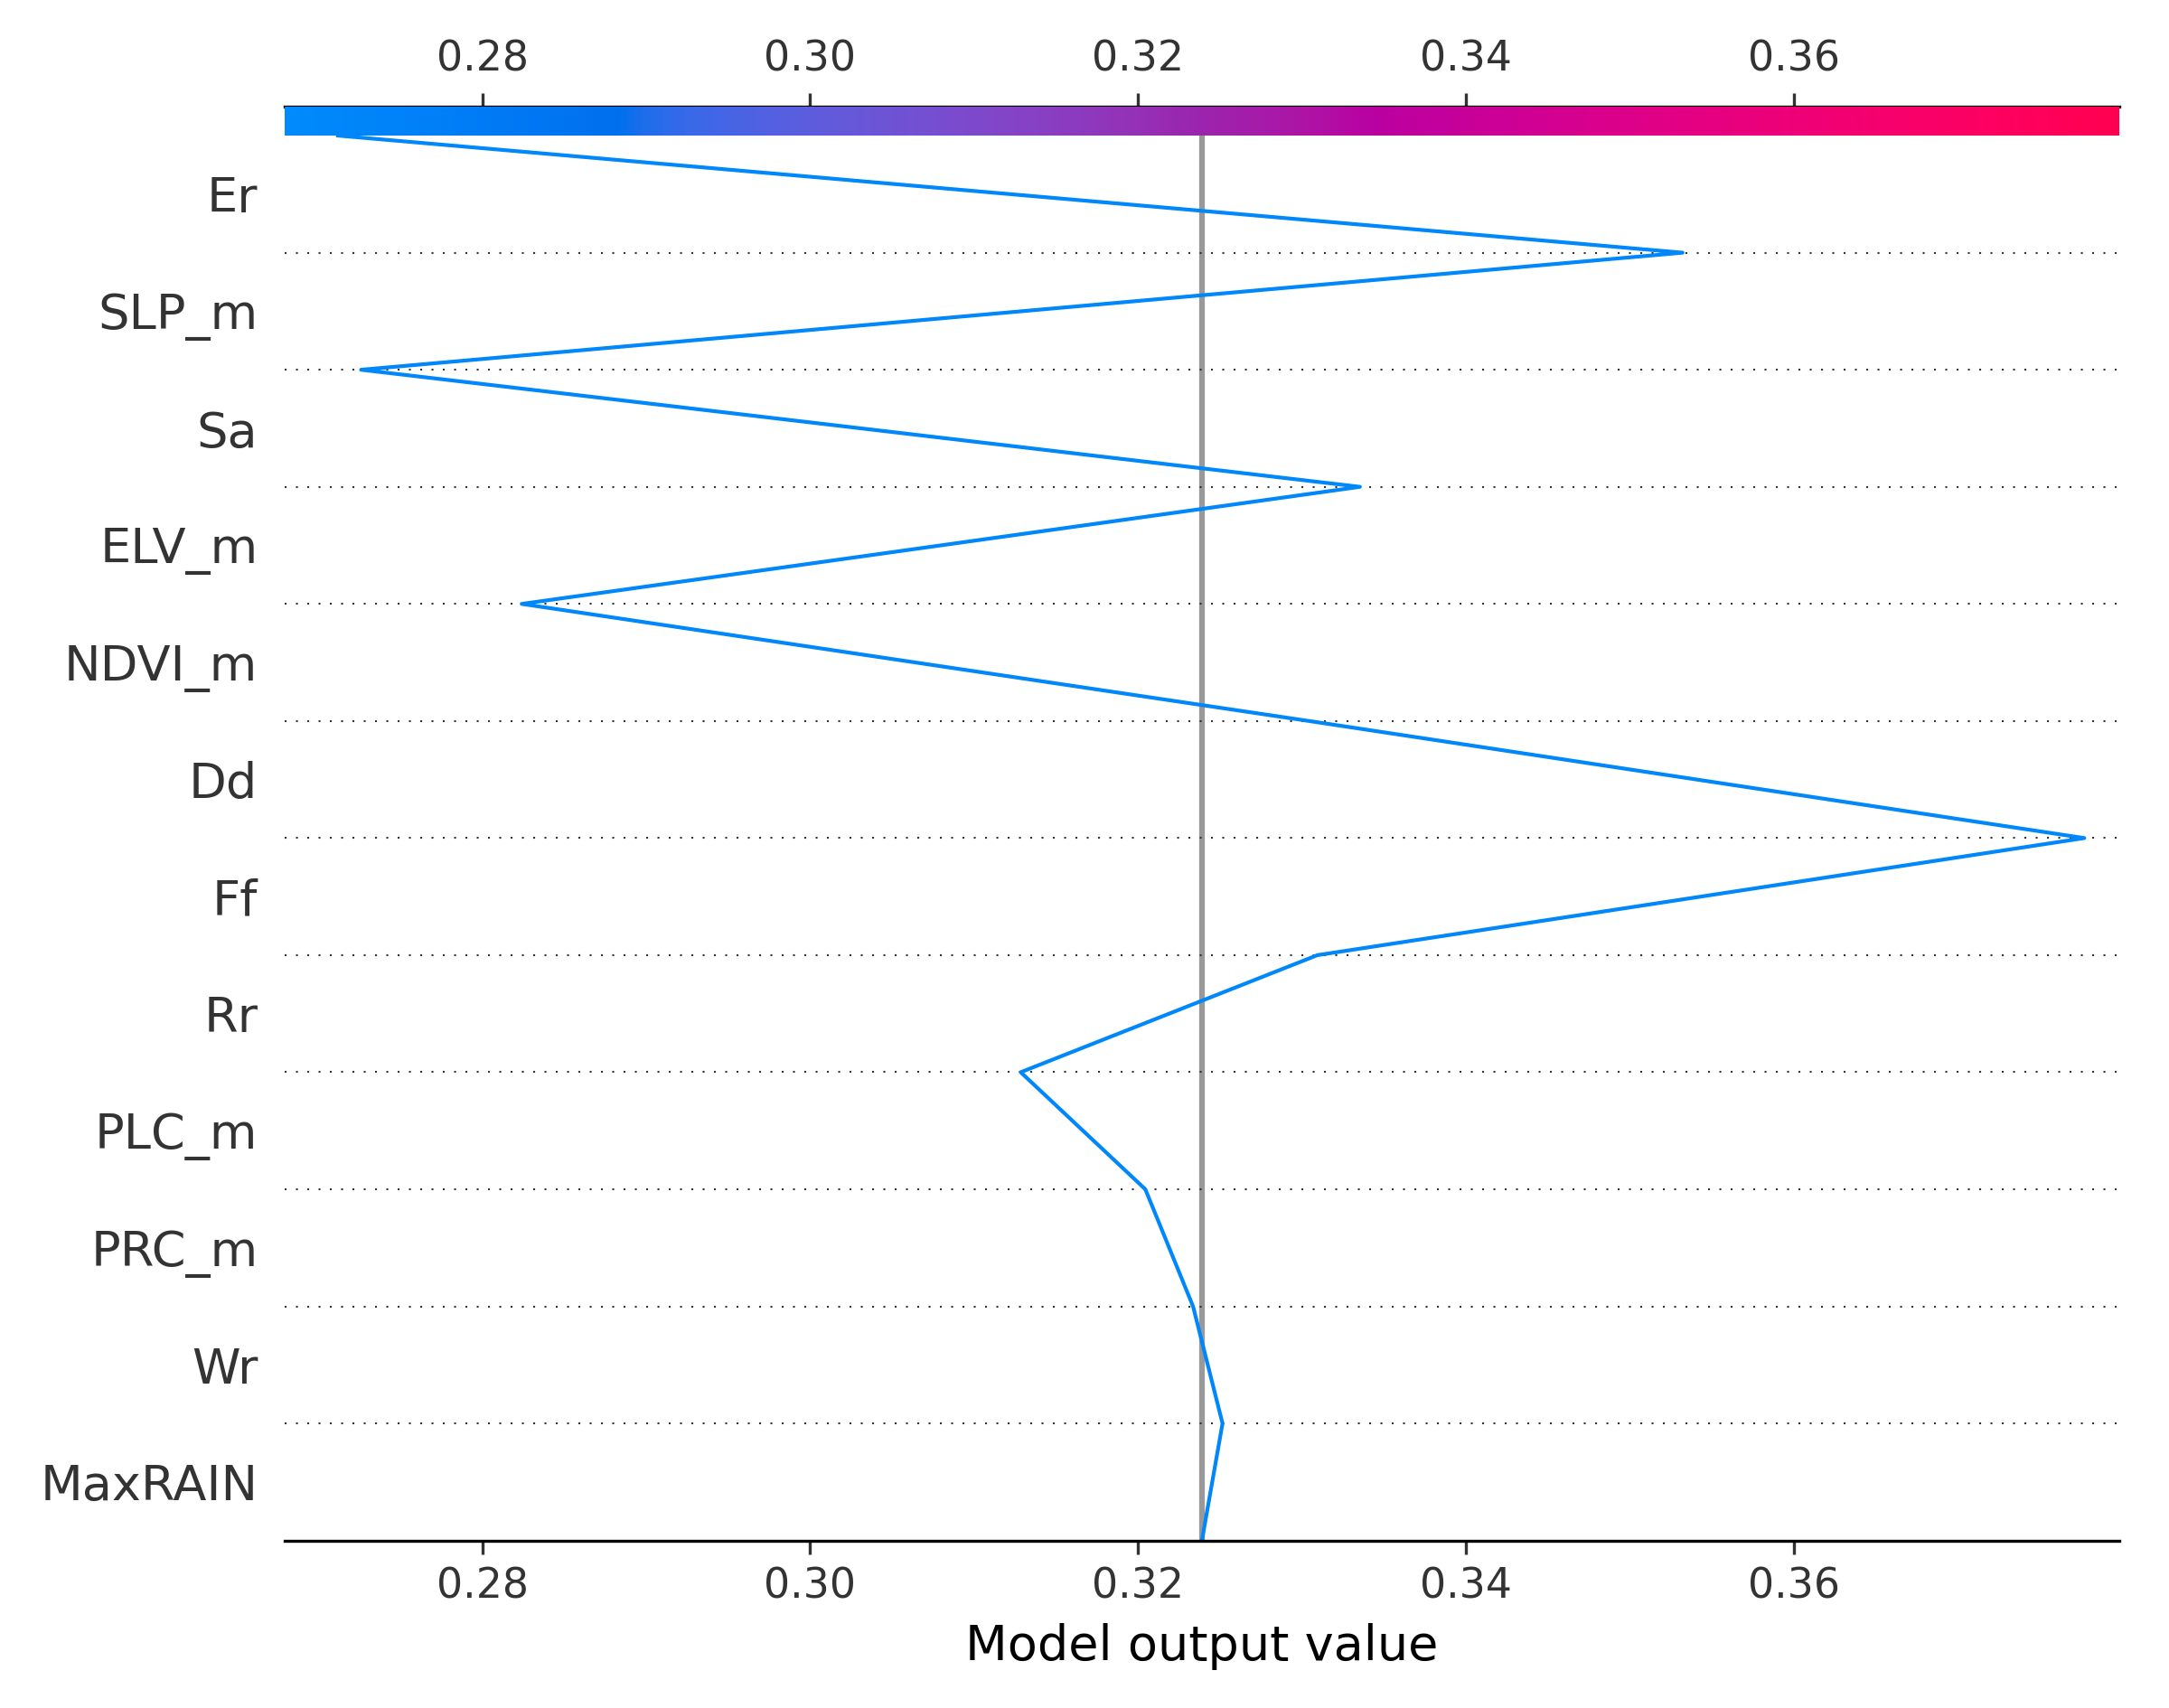 0.28 0.30 0.32 0.34 0.36
Er
SLP_m
Sa
ELV_m
NDVI_m
Dd
Ff
Rr
PLC_m
PRC_m
Wr
MaxRAIN
0.28 0.30 0.32 0.34 0.36
Model output value